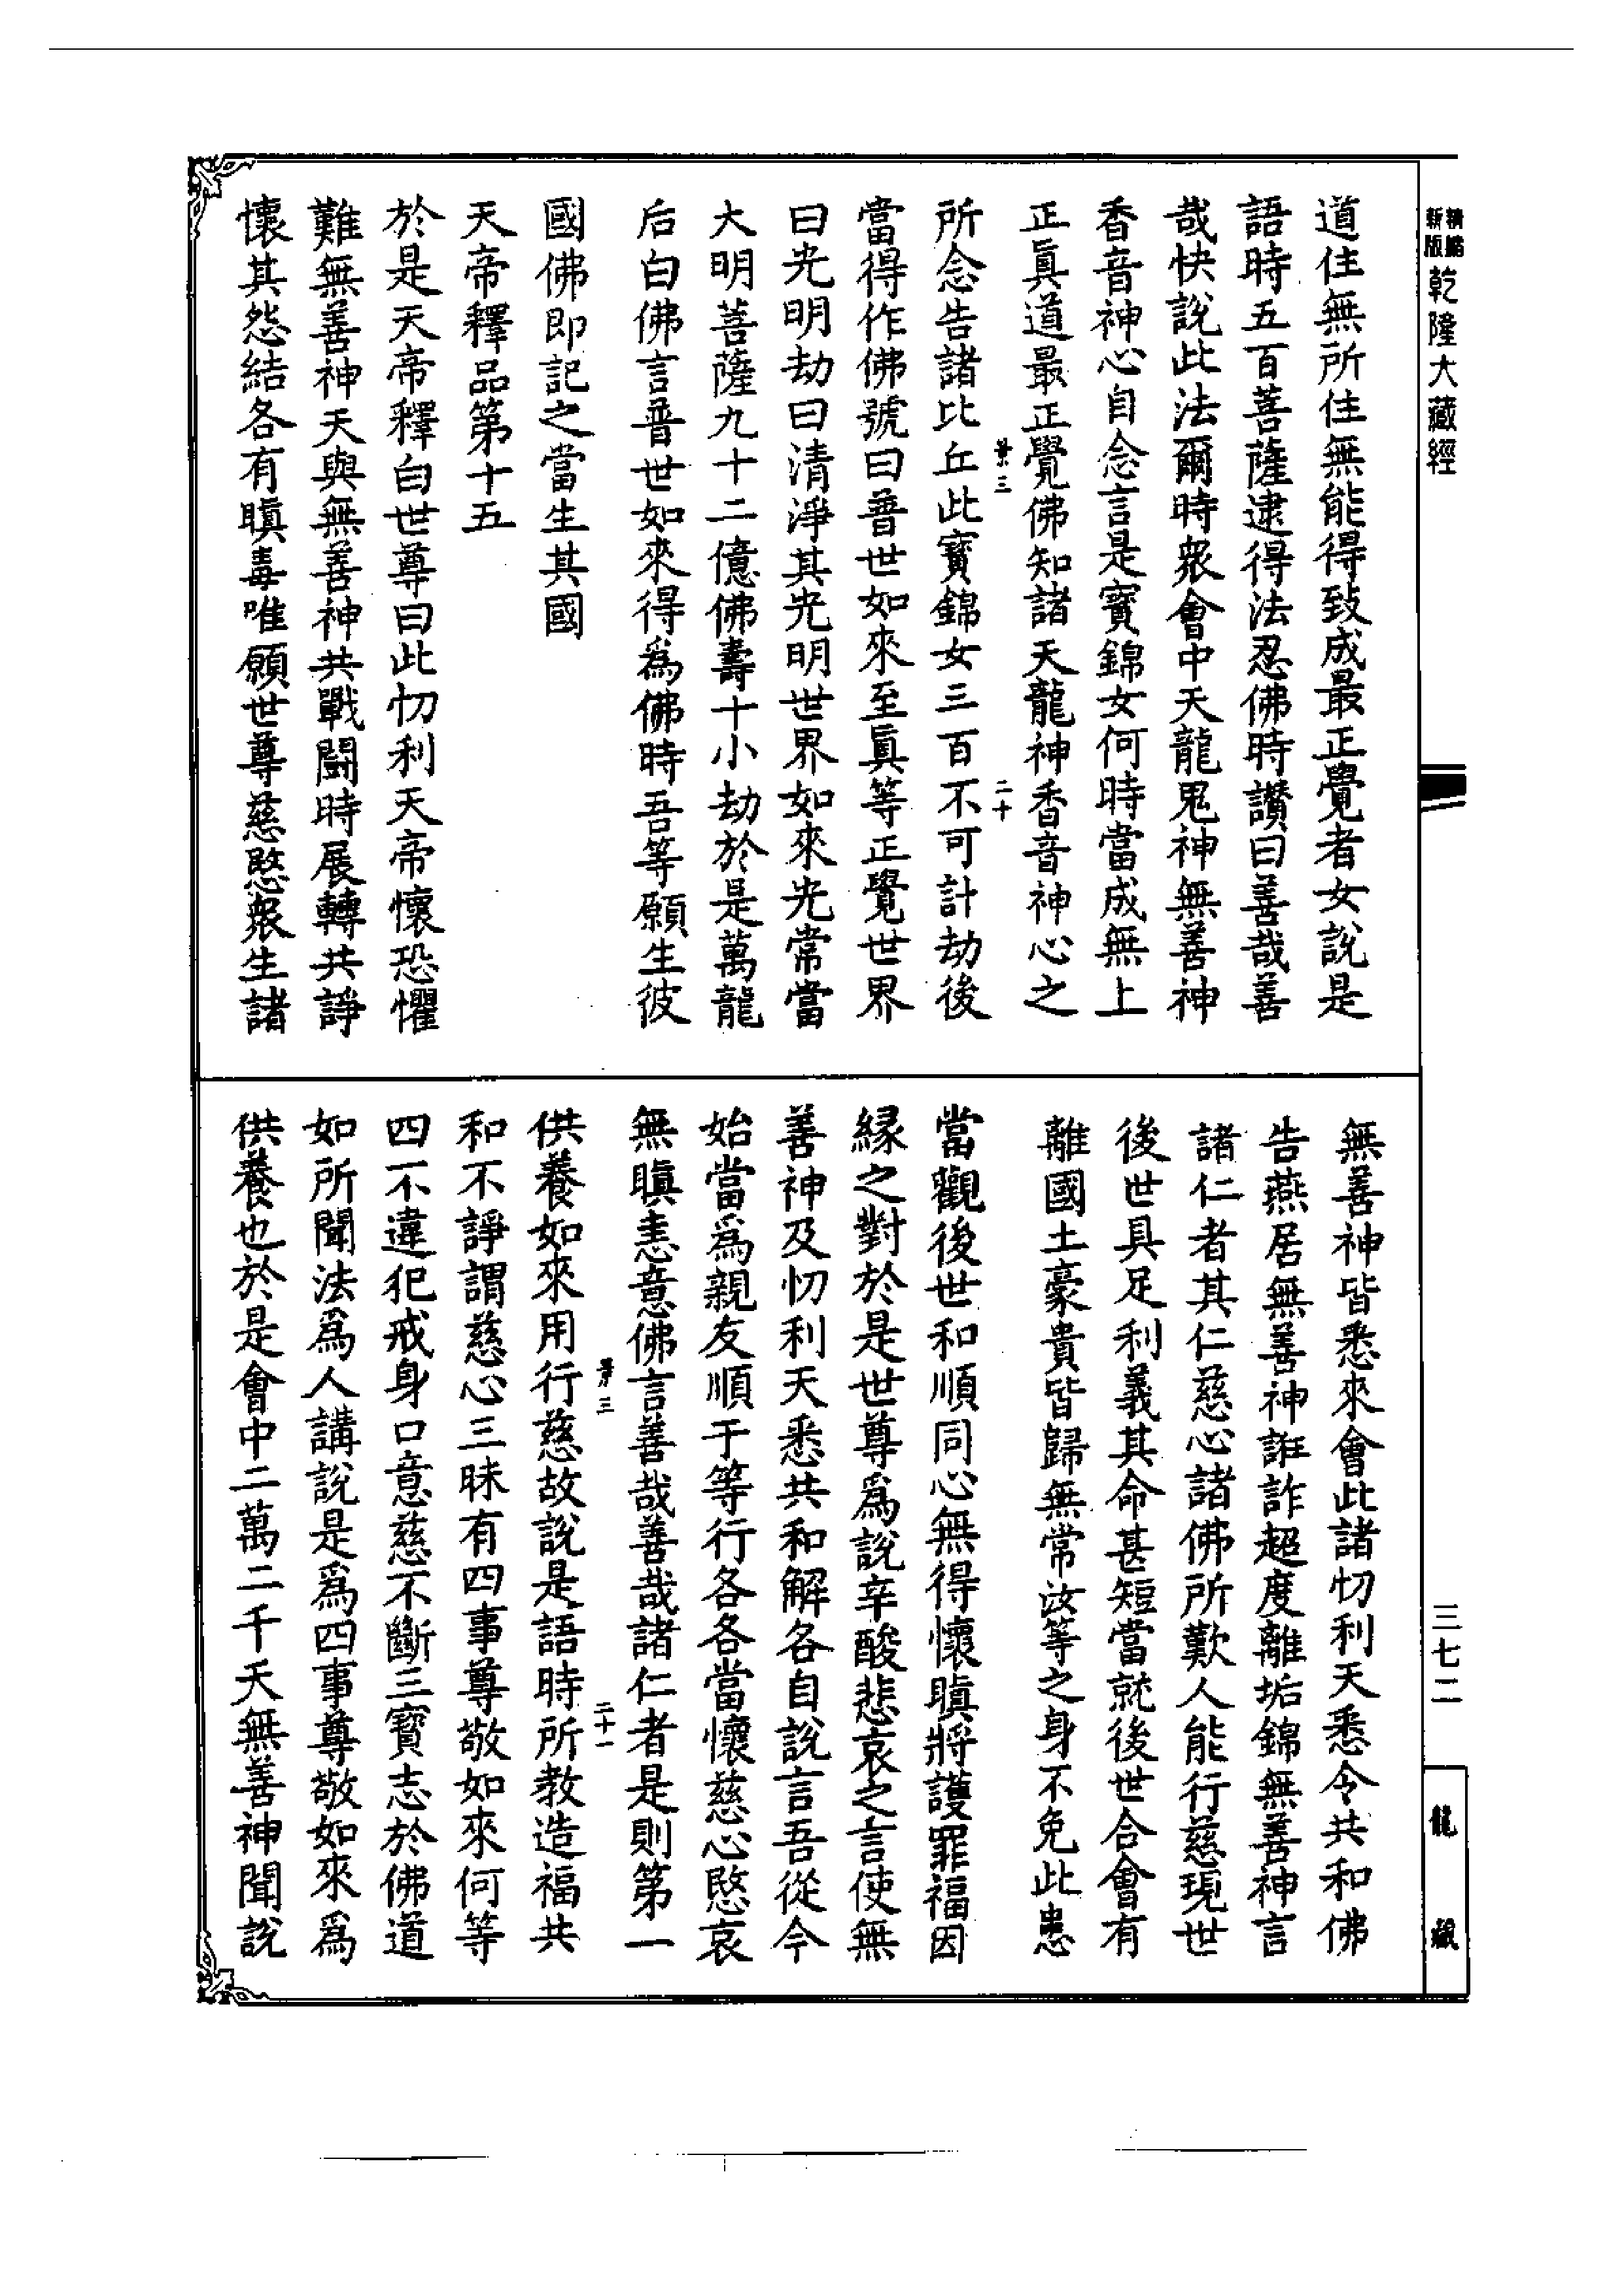 新版精縮乾隆大藏經
道住無所住無能得致成最正覺者女說是
語時五百菩薩逮得法忍佛時讚曰善哉善
哉快說此法爾時衆會中天龍鬼神無善神
香音神心自念言是寳錦女何時當成無上
正眞道最正覺佛知諸天龍神香音神心之
所念告諸比丘此寳錦女三百不可計劫後
當得作佛號曰普世如來至眞等正覺世界
曰光明劫曰清淨其光明世界如來光常當
大明菩薩九十二億佛壽十小劫於是萬龍
后白佛言普世如來得爲佛時吾等願生彼
國佛即記之當生其國
天帝釋品第十五
於是天帝釋白世尊曰此忉利天帝懷恐懼
難無善神天與無善神共戰鬬時展轉共諍
懷其怨結各有瞋毒唯願世尊慈愍衆生諸
無善神皆悉來會此諸忉利天悉令共和佛
告燕居無善神誑詐超度離垢錦無善神言
諸仁者其仁慈心諸佛所歎人能行慈現世
後世具足利義其命甚短當就後世合會有
離國土豪貴皆歸無常汝等之身不免此患
當觀後世和順同心無得懷瞋將護罪福因
緣之對於是世尊爲說辛酸悲哀之言使無
善神及忉利天悉共和解各自說言吾從今
始當爲親友順于等行各各當懷慈心愍哀
無瞋恚意佛言善哉善哉諸仁者是則第一
供養如來用行慈故說是語時所教造福共
和不諍謂慈心三昧有四事尊敬如來何等
四不違犯戒身口意慈不斷三寳志於佛道
如所聞法爲人講說是爲四事尊敬如來爲
供養也於是會中二萬二千天無善神聞說
二十
二十一
三七二
龍藏